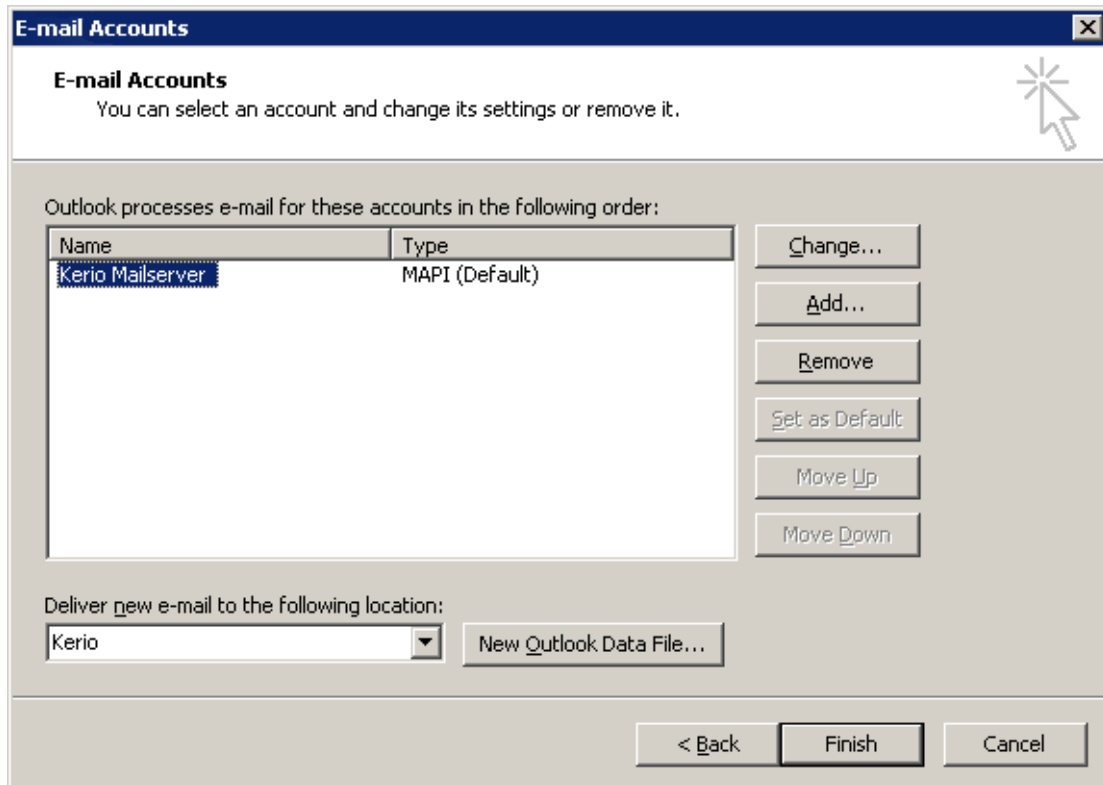 E-mail Accounts
E-mail Accounts
You can select an account and change its settings or remove it.
Outlook processes e-mail for these accounts in the following order:
Name Type
Kerio Mailserver MAPI (Default)
Change...
Add...
Remove
Set as Default
Move Up
Move Down
Deliver new e-mail to the following location:
Kerio New Outlook Data File...
< Back Finish Cancel